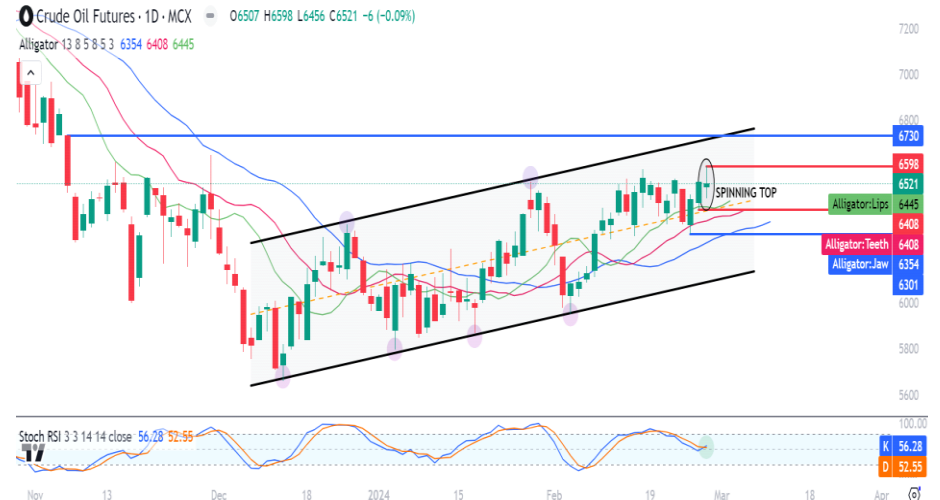 Crude Oil Futures · 1D · MCX O6507 H6598 L6456 C6521 −6 (−0.09%)
Alligator 13 8 5 8 5 3 6354 6408 6445
7200
7000
6800
6730
6598
6521
SPINNING TOP
Alligator:Lips 6445
6408
Alligator:Teeth 6408
Alligator:Jaw 6354
6301
6000
5800
5600
100.00
Stoch RSI 3 3 14 14 close 56.28 52.55
K 56.28
D 52.55
Nov 13 Dec 18 2024 15 Feb 19 Mar 18 Apr